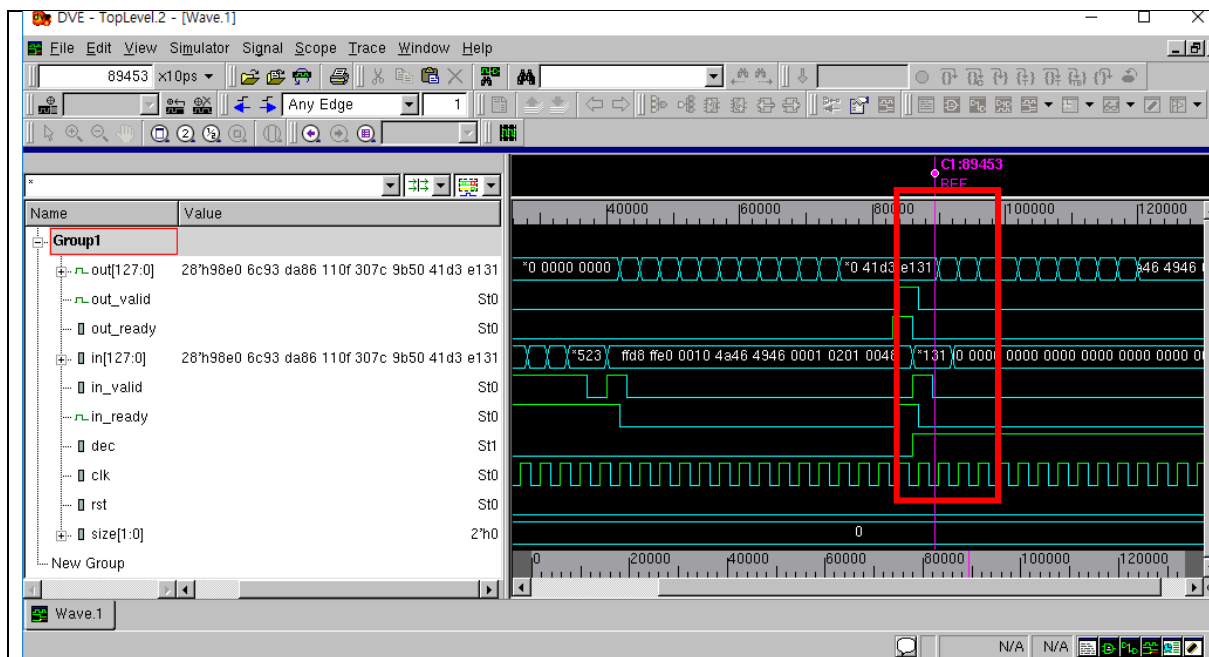 DVE - TopLevel.2 - [Wave.1]
File Edit View Simulator Signal Scope Trace Window Help
89453 x10ps
Any Edge 1
C1:89453
REF
*
Name Value
40000 60000 80000 100000 120000
Group1
out[127:0] 28'h98e0 6c93 da86 110f 307c 9b50 41d3 e131 *0 0000 0000 *0 41d3 e131 a46 4946
out_valid St0
out_ready St0
in[127:0] 28'h98e0 6c93 da86 110f 307c 9b50 41d3 e131 *523 ffd8 ffe0 0010 4a46 4946 0001 0201 0048 *131 0 0000 0000 0000 0000 0000 0000
in_valid St0
in_ready St0
dec St1
clk St0
rst St0
size[1:0] 2'h0 0
New Group
0 20000 40000 60000 80000 100000 120000
Wave.1
N/A N/A